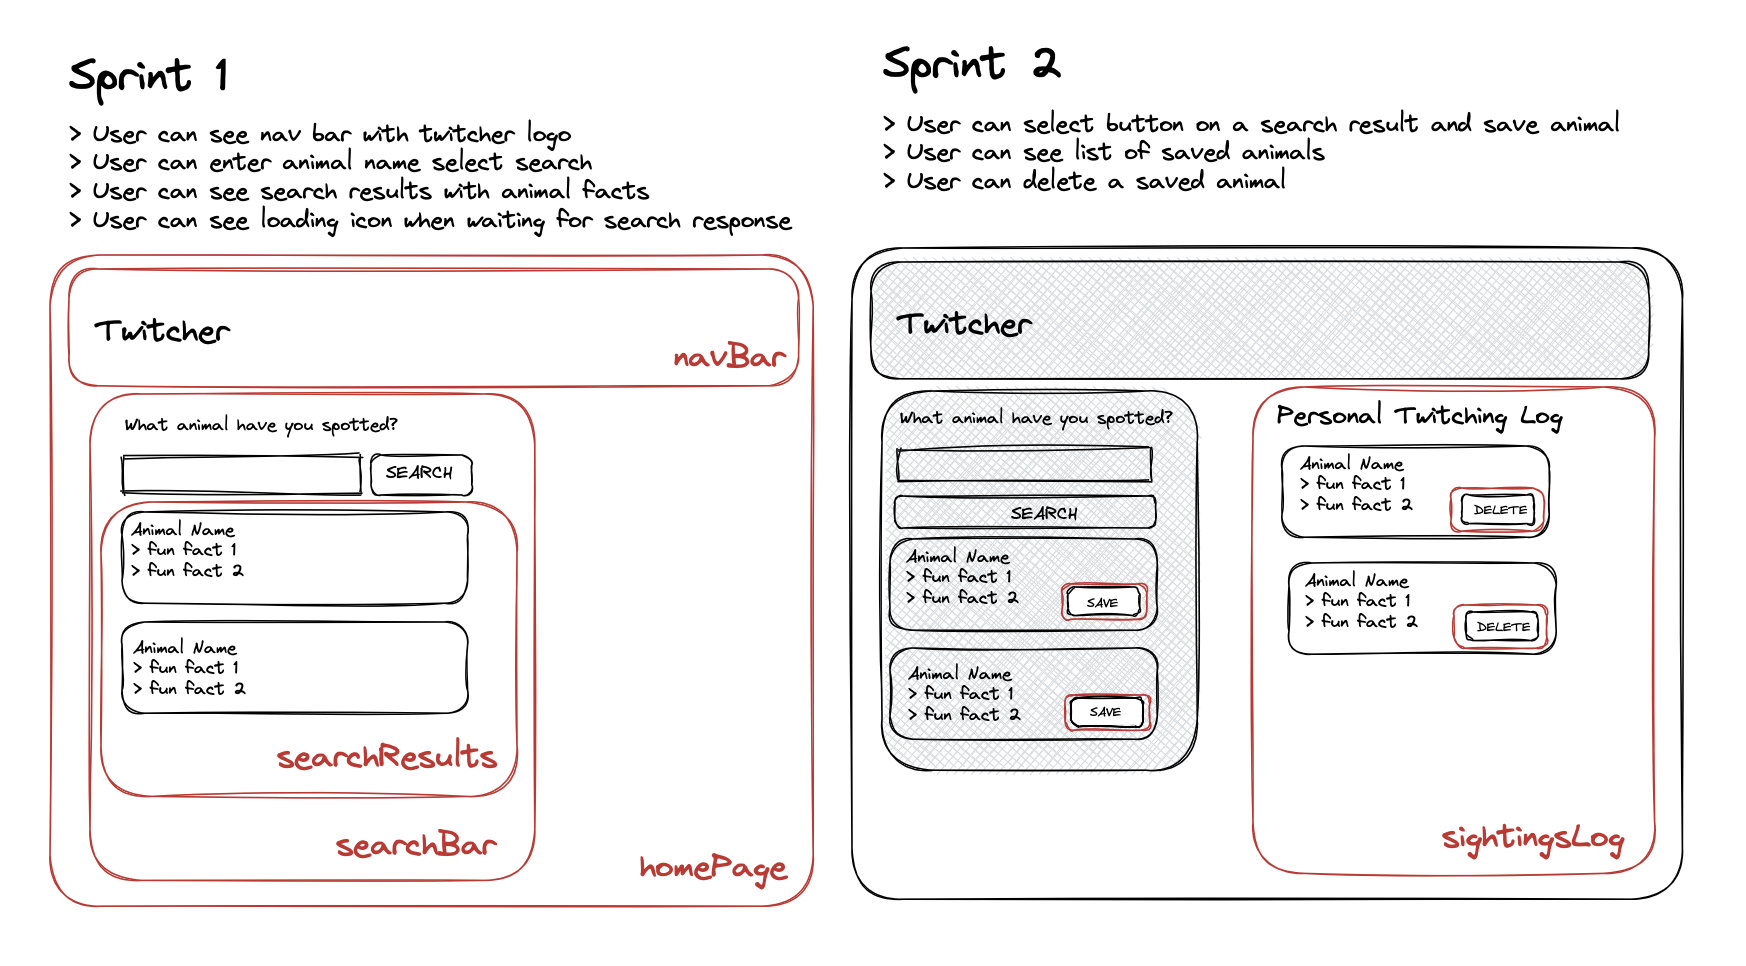 Sprint 1
> User can see nav bar with twitcher logo
> User can enter animal name select search
> User can see search results with animal facts
> User can see loading icon when waiting for search response
Twitcher
navBar
What animal have you spotted?
SEARCH
Animal Name
> fun fact 1
> fun fact 2
Animal Name
> fun fact 1
> fun fact 2
searchResults
searchBar
homePage
Sprint 2
> User can select button on a search result and save animal
> User can see list of saved animals
> User can delete a saved animal
Twitcher
What animal have you spotted?
SEARCH
Animal Name
> fun fact 1
> fun fact 2
SAVE
Animal Name
> fun fact 1
> fun fact 2
SAVE
Personal Twitching Log
Animal Name
> fun fact 1
> fun fact 2
DELETE
Animal Name
> fun fact 1
> fun fact 2
DELETE
sightingsLog